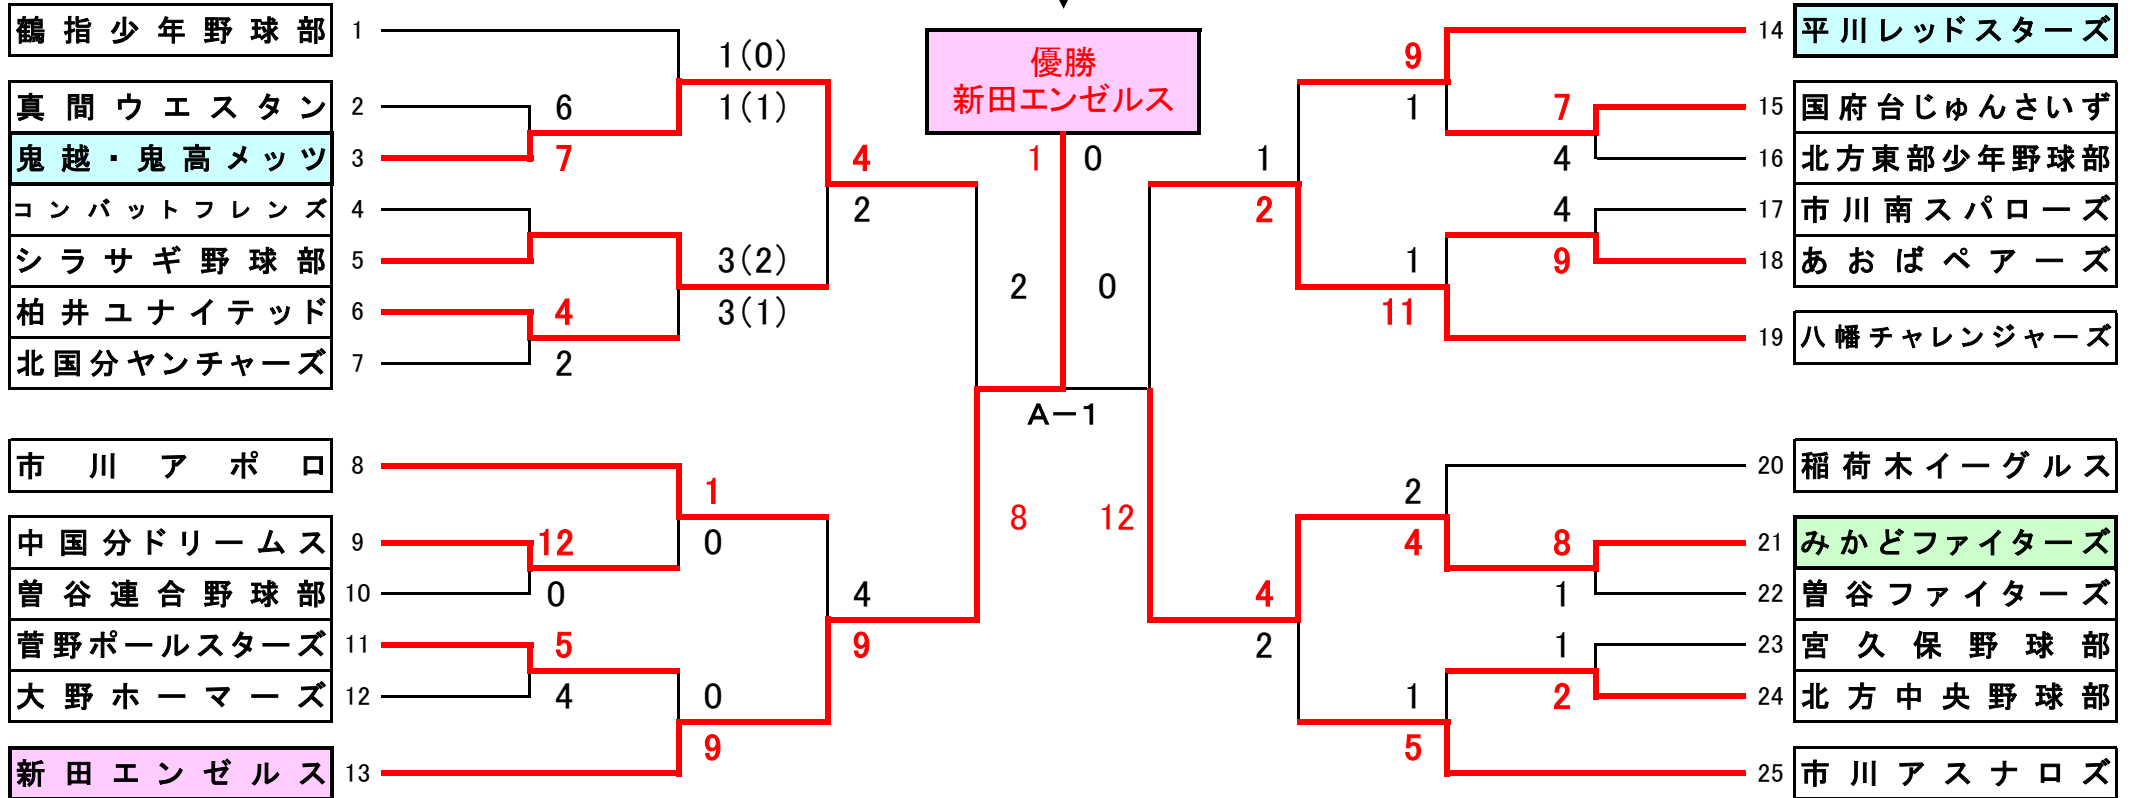 鶴指少年野球部 1
真間ウエスタン 2
鬼越・鬼高メッツ 3
コンバットフレンズ 4
シラサギ野球部 5
柏井ユナイテッド 6
北国分ヤンチャーズ 7
市川アポロ 8
中国分ドリームス 9
曽谷連合野球部 10
菅野ポールスターズ 11
大野ホーマーズ 12
新田エンゼルス 13
6
7
4
2
12
0
5
4
1(0)
1(1)
3(2)
3(1)
1
0
0
9
4
2
4
9
2
8
優勝
新田エンゼルス
1 0
A-1
0
12
1
2
4
2
9
1
1
11
2
4
1
5
7
4
4
9
8
1
1
2
14 平川レッドスターズ
15 国府台じゅんさいず
16 北方東部少年野球部
17 市川南スパローズ
18 あおばペアーズ
19 八幡チャレンジャーズ
20 稲荷木イーグルス
21 みかどファイターズ
22 曽谷ファイターズ
23 宮久保野球部
24 北方中央野球部
25 市川アスナロズ